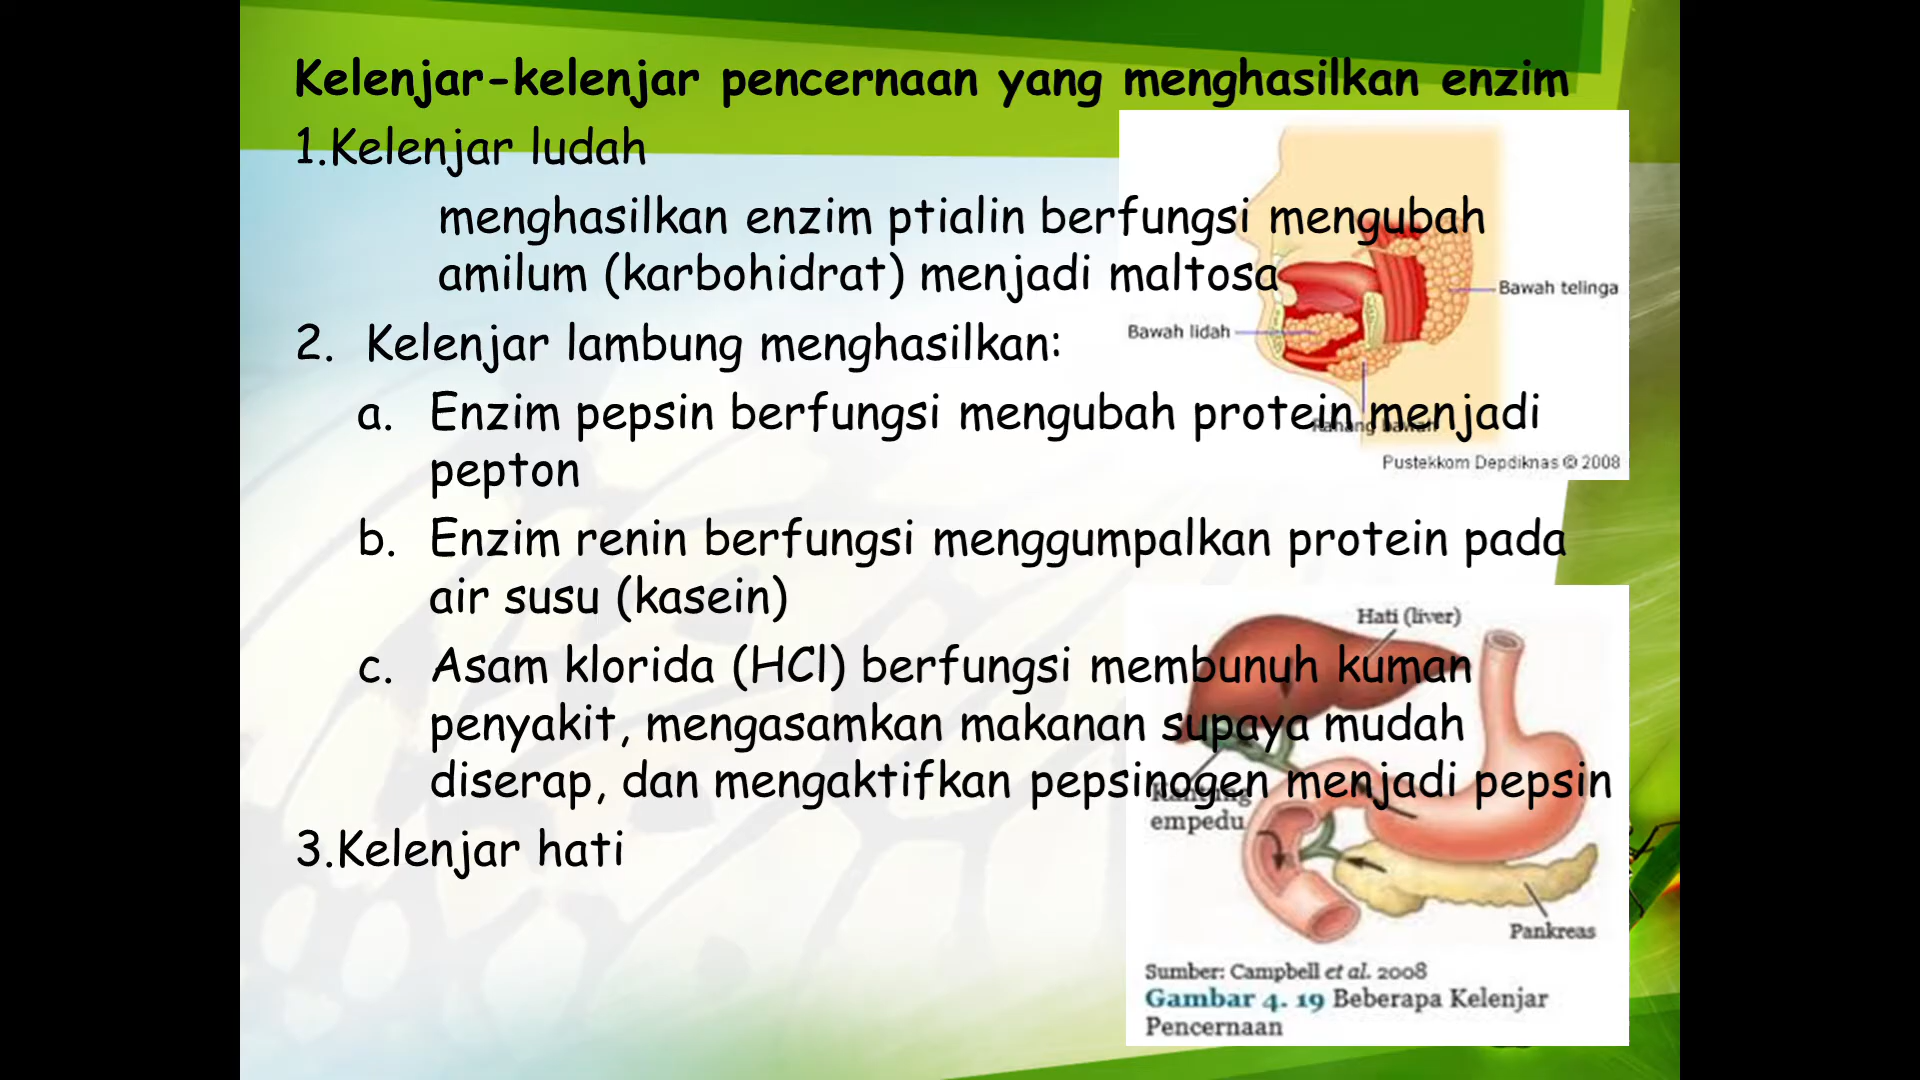 Kelenjar-kelenjar pencernaan yang menghasilkan enzim
1.Kelenjar ludah
menghasilkan enzim ptialin berfungsi mengubah
amilum (karbohidrat) menjadi maltosa
2. Kelenjar lambung menghasilkan:
a. Enzim pepsin berfungsi mengubah protein menjadi
pepton
b. Enzim renin berfungsi menggumpalkan protein pada
air susu (kasein)
c. Asam klorida (HCl) berfungsi membunuh kuman
penyakit, mengasamkan makanan supaya mudah
diserap, dan mengaktifkan pepsinogen menjadi pepsin
3.Kelenjar hati
Bawah telinga
Bawah lidah
Rahang bawah
Pustekkom Depdiknas © 2008
Hati (liver)
Kantung
empedu
Pankreas
Sumber: Campbell et al. 2008
Gambar 4. 19 Beberapa Kelenjar
Pencernaan